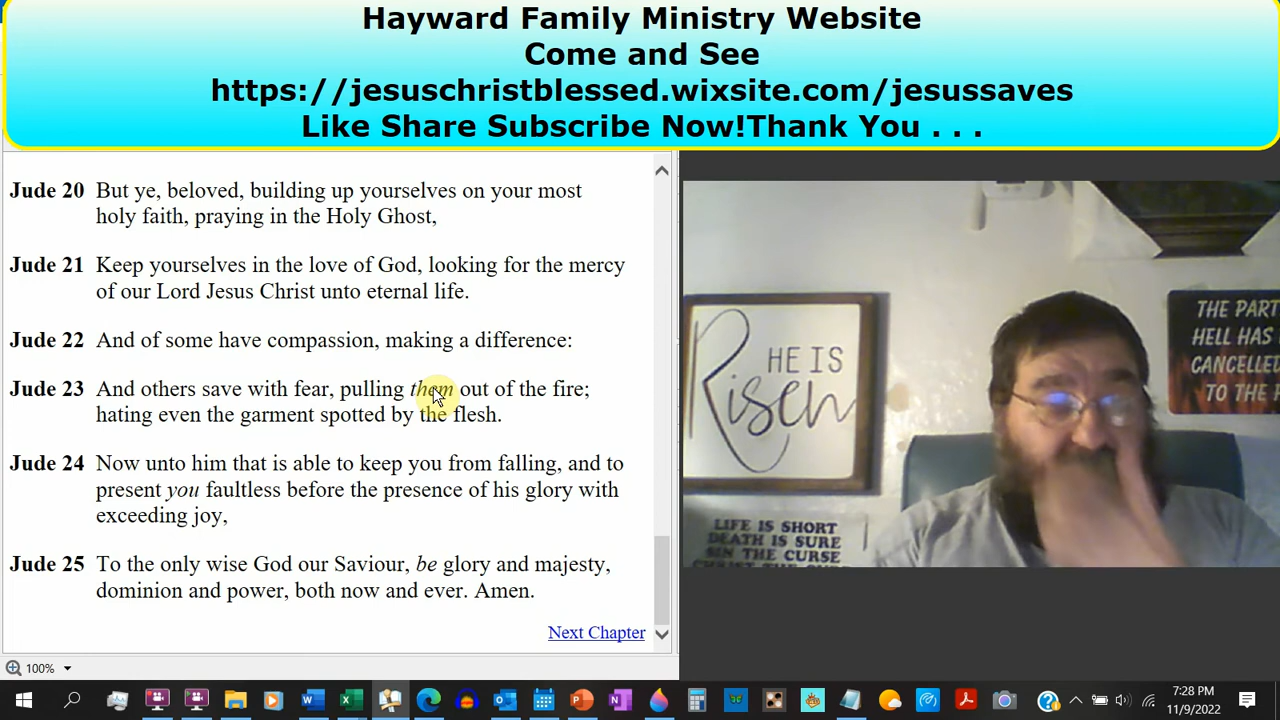 Hayward Family Ministry Website
Come and See
https://jesuschristblessed.wixsite.com/jesussaves
Like Share Subscribe Now!Thank You . . .
Jude 20 But ye, beloved, building up yourselves on your most
holy faith, praying in the Holy Ghost,
Jude 21 Keep yourselves in the love of God, looking for the mercy
of our Lord Jesus Christ unto eternal life.
Jude 22 And of some have compassion, making a difference:
Jude 23 And others save with fear, pulling them out of the fire;
hating even the garment spotted by the flesh.
Jude 24 Now unto him that is able to keep you from falling, and to
present you faultless before the presence of his glory with
exceeding joy,
Jude 25 To the only wise God our Saviour, be glory and majesty,
dominion and power, both now and ever. Amen.
Next Chapter
100%
HE IS
Risen
THE PART
HELL HAS
CANCELLED
TO THE
LIFE IS SHORT
DEATH IS SURE
SIN THE CURSE
7:28 PM
11/9/2022